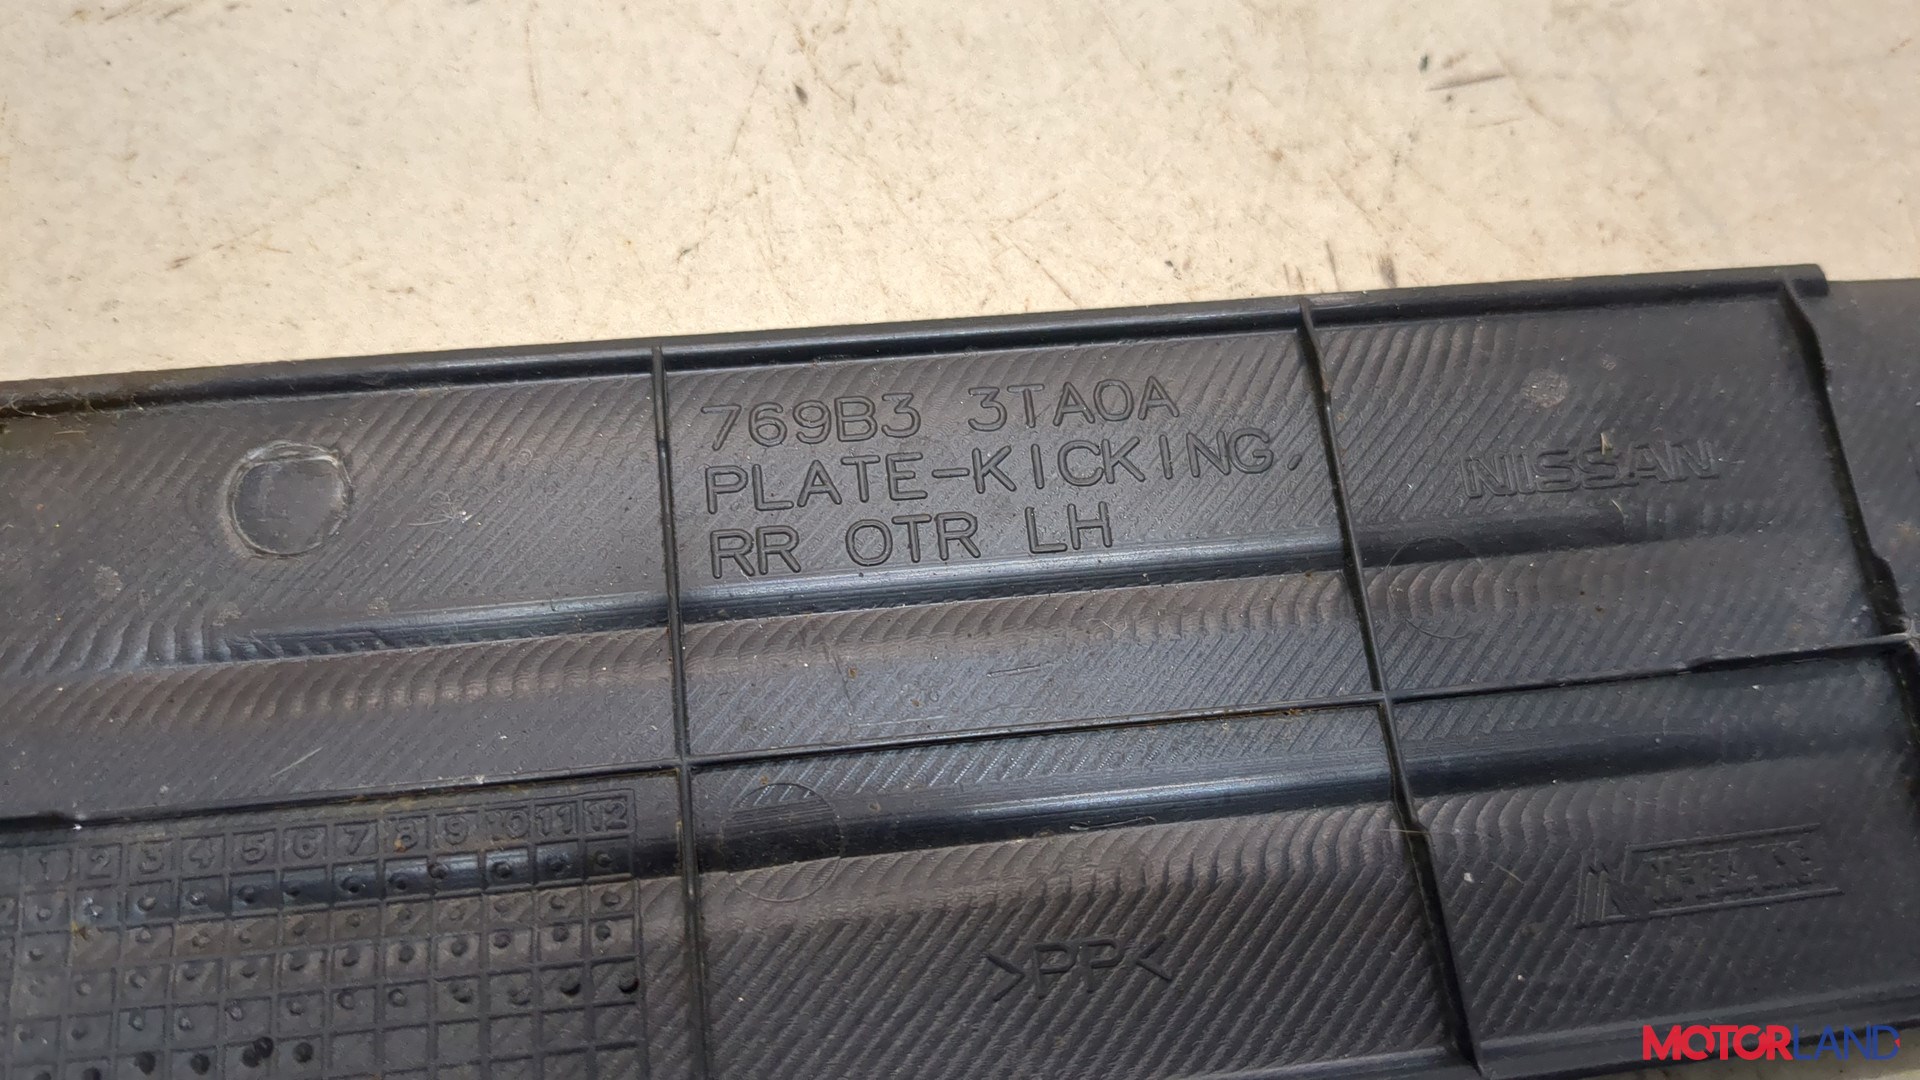 769B3 3TA0A
PLATE-KICKING,
RR OTR LH
NISSAN
1 2 3 4 5 6 7 8 9 10 11 12
>PP<
MOTORLAND